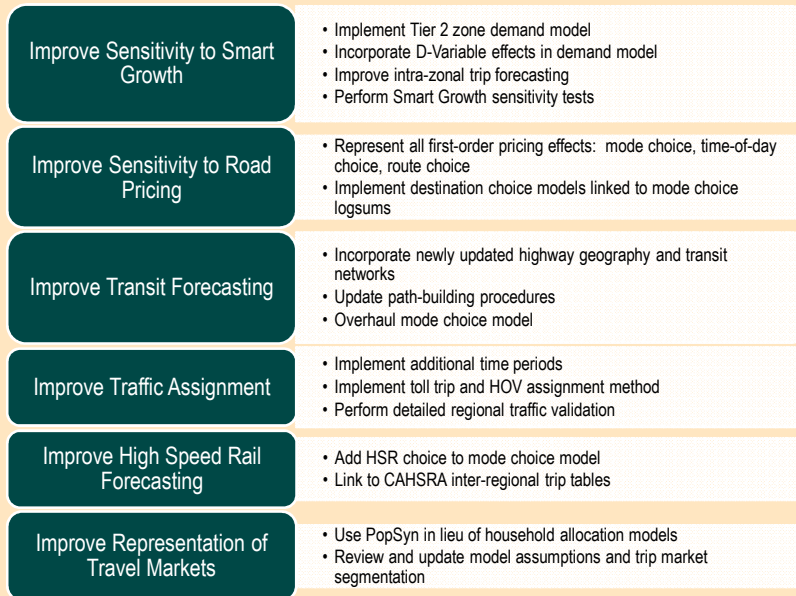 Improve Sensitivity to Smart
Growth
• Implement Tier 2 zone demand model
• Incorporate D-Variable effects in demand model
• Improve intra-zonal trip forecasting
• Perform Smart Growth sensitivity tests
Improve Sensitivity to Road
Pricing
• Represent all first-order pricing effects: mode choice, time-of-day
choice, route choice
• Implement destination choice models linked to mode choice
logsums
Improve Transit Forecasting
• Incorporate newly updated highway geography and transit
networks
• Update path-building procedures
• Overhaul mode choice model
Improve Traffic Assignment
• Implement additional time periods
• Implement toll trip and HOV assignment method
• Perform detailed regional traffic validation
Improve High Speed Rail
Forecasting
• Add HSR choice to mode choice model
• Link to CAHSRA inter-regional trip tables
Improve Representation of
Travel Markets
• Use PopSyn in lieu of household allocation models
• Review and update model assumptions and trip market
segmentation